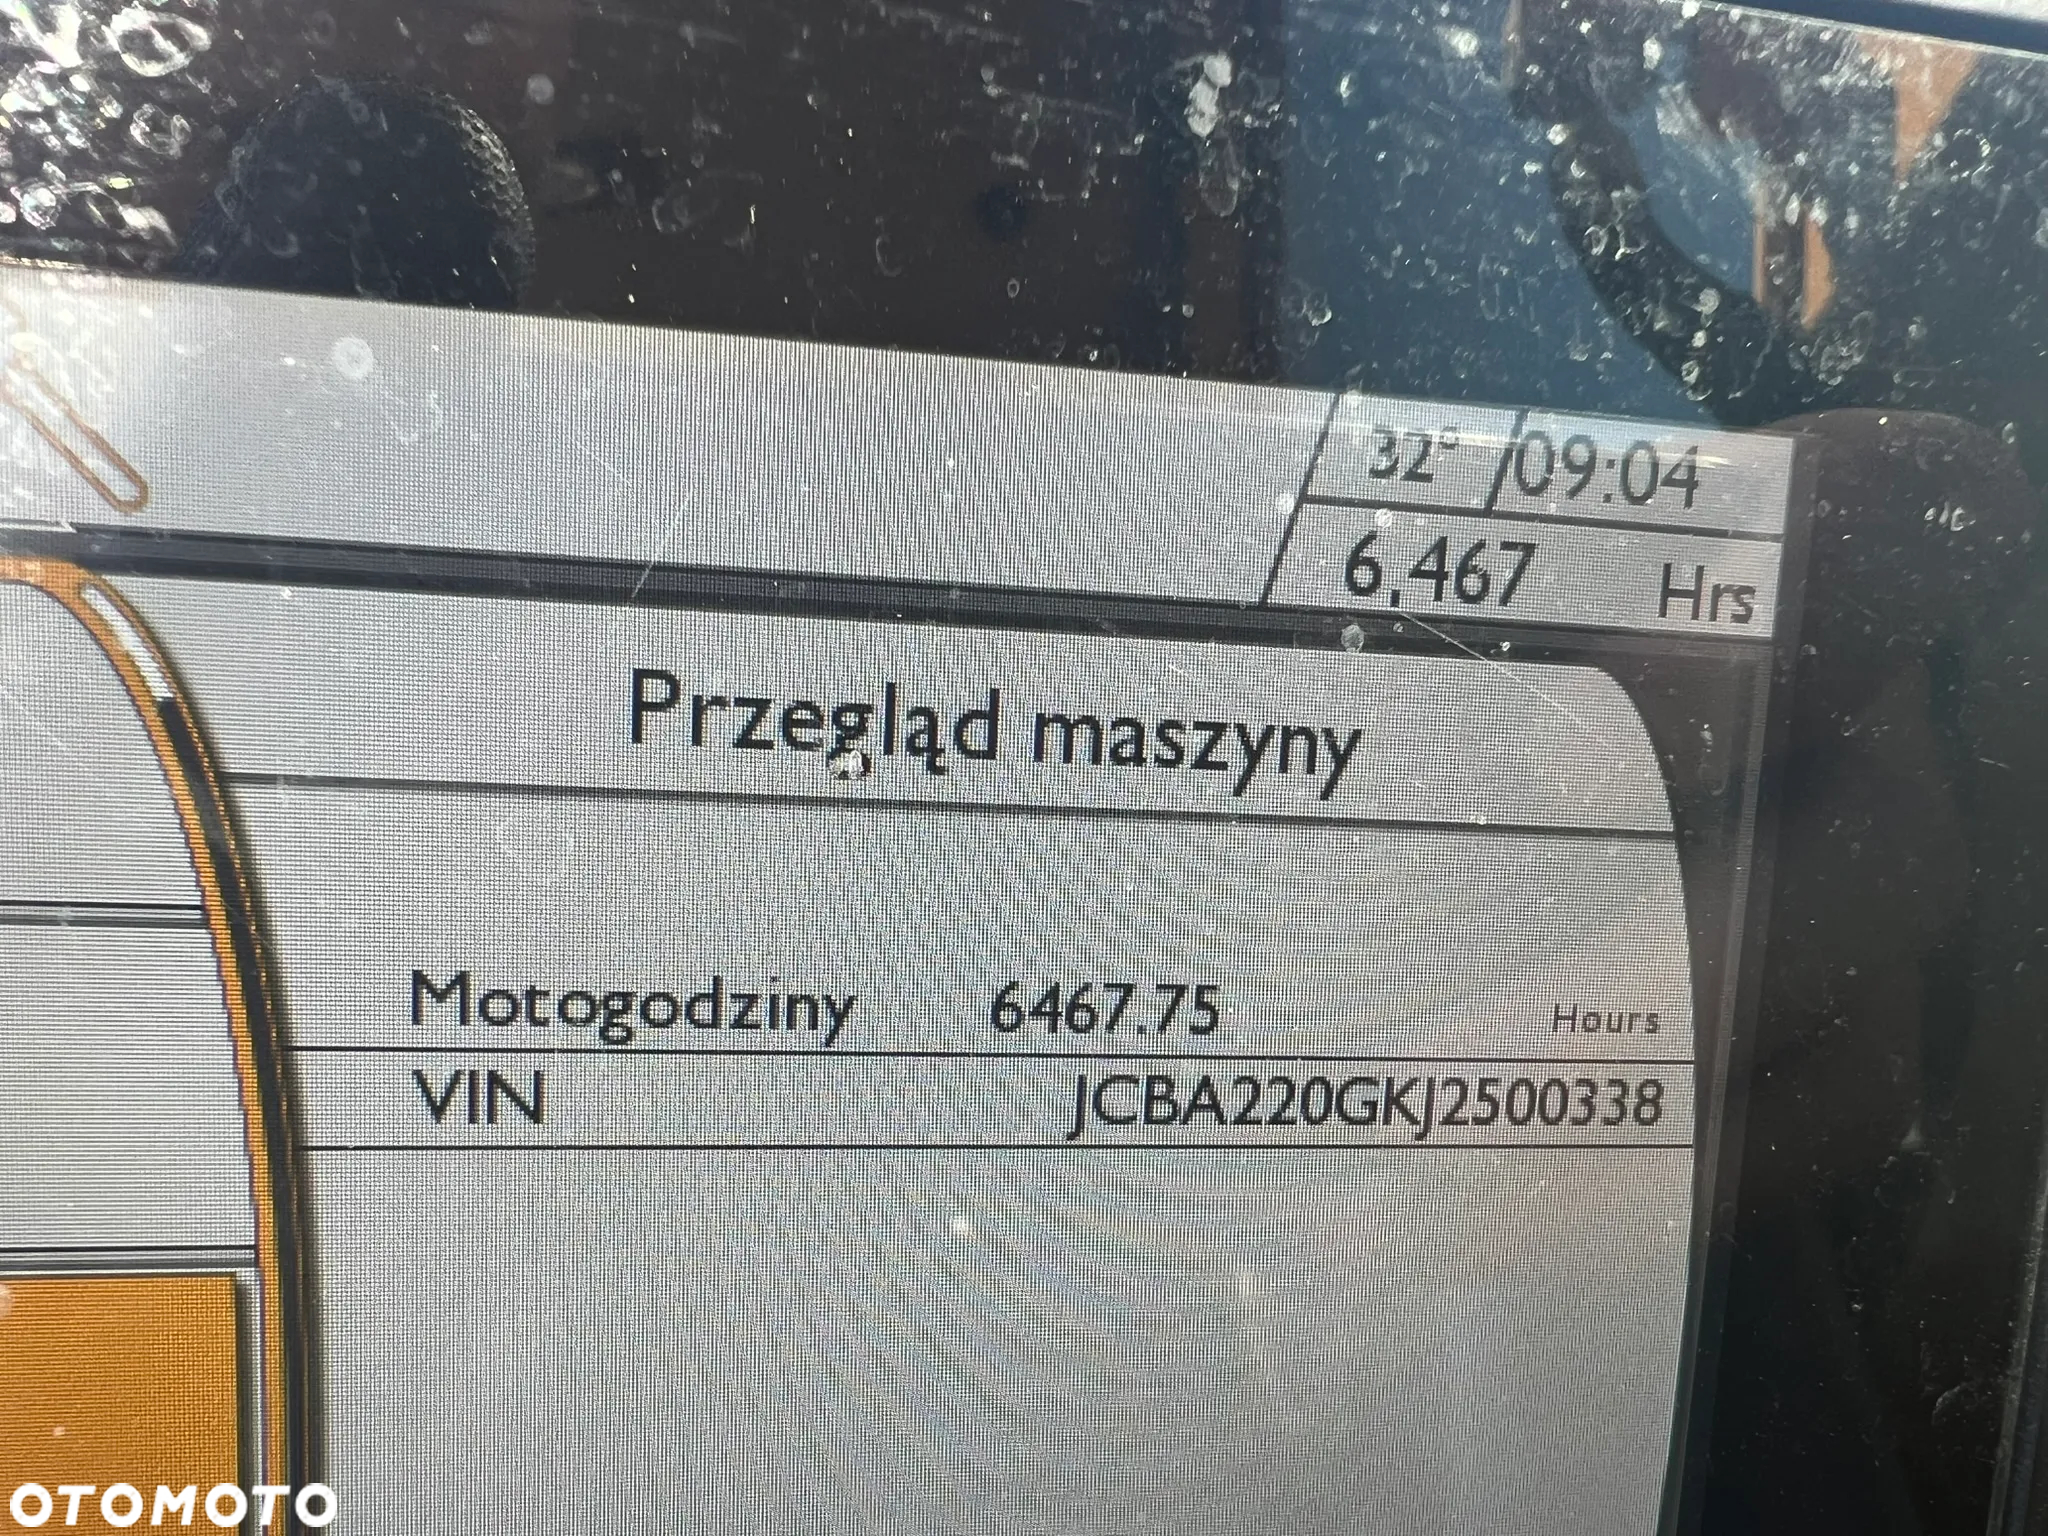 32° 09:04
6,467 Hrs
Przegląd maszyny
Motogodziny 6467.75 Hours
VIN JCBA220GKJ2500338
OTOMOTO